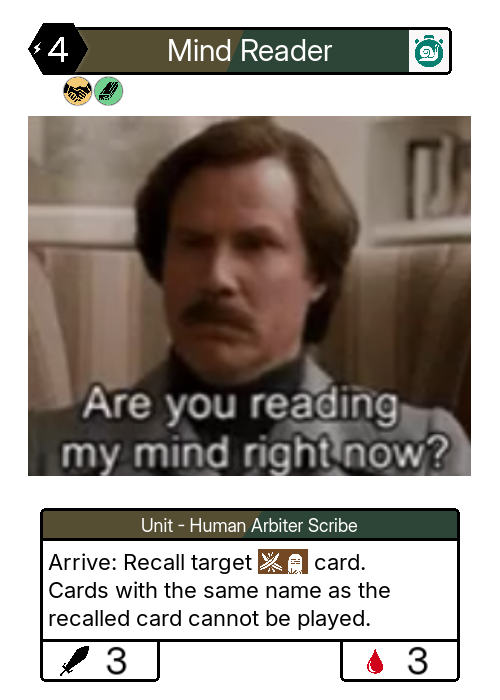 4
Mind Reader
Are you reading
my mind right now?
Unit - Human Arbiter Scribe
Arrive: Recall target card.
Cards with the same name as the
recalled card cannot be played.
3
3